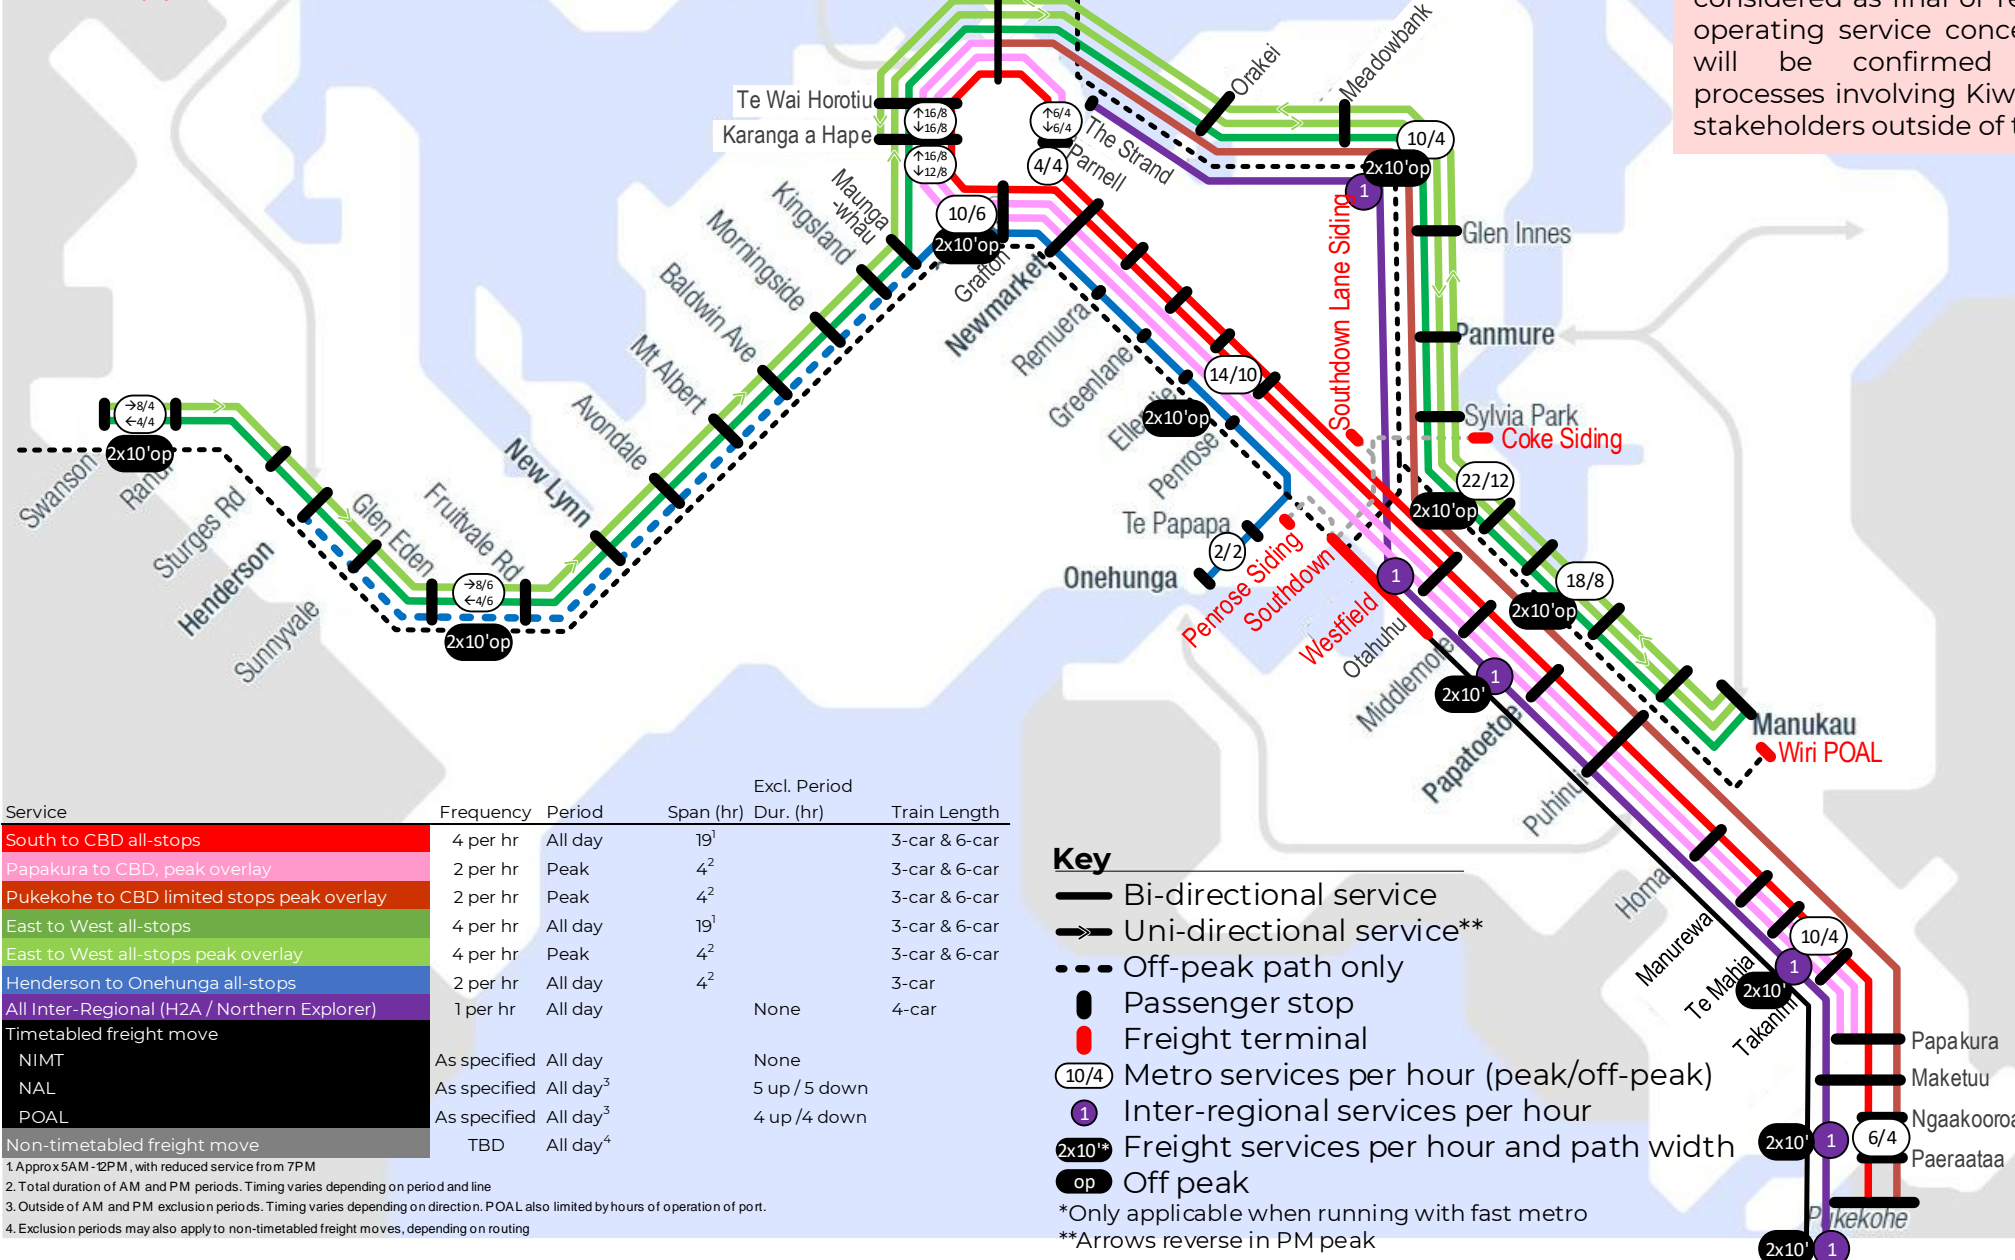 considered as final or re
operating service conce
will be confirmed
processes involving Kiw
stakeholders outside of t
Te Wai Horotiu
Karanga a Hape
Maunga
-whau
Kingsland
Morningside
Baldwin Ave
Mt Albert
Avondale
New Lynn
Fruitvale Rd
Glen Eden
Sunnyvale
Henderson
Sturges Rd
Ranui
Swanson
→8/4
←4/4
2x10'op
→8/6
←4/6
2x10'op
↑16/8
↓16/8
↑16/8
↓12/8
↑6/4
↓6/4
4/4
10/6
2x10'op
Grafton
Newmarket
Parnell
The Strand
Orakei
Meadowbank
10/4
2x10'op
1
Glen Innes
Panmure
Sylvia Park
Coke Siding
Southdown Lane Siding
Remuera
Greenlane
Ellerslie
Penrose
14/10
2x10'op
Te Papapa
2/2
Onehunga
Penrose Siding
Southdown
Westfield
Otahuhu
Middlemore
Papatoetoe
Puhinui
22/12
2x10'op
18/8
2x10'op
1
1
2x10'
Manukau
Wiri POAL
Homai
Manurewa
Te Mahia
Takanini
10/4
1
2x10'
Papakura
Maketuu
Ngaakooroa
Paeraataa
Pukekohe
2x10'
1
6/4
2x10'
1
Excl. Period
Service Frequency Period Span (hr) Dur. (hr) Train Length
South to CBD all-stops 4 per hr All day 19¹ 3-car & 6-car
Papakura to CBD, peak overlay 2 per hr Peak 4² 3-car & 6-car
Pukekohe to CBD limited stops peak overlay 2 per hr Peak 4² 3-car & 6-car
East to West all-stops 4 per hr All day 19¹ 3-car & 6-car
East to West all-stops peak overlay 4 per hr Peak 4² 3-car & 6-car
Henderson to Onehunga all-stops 2 per hr All day 4² 3-car
All Inter-Regional (H2A / Northern Explorer) 1 per hr All day None 4-car
Timetabled freight move
NIMT As specified All day None
NAL As specified All day³ 5 up / 5 down
POAL As specified All day³ 4 up /4 down
Non-timetabled freight move TBD All day⁴
1. Approx 5AM-12PM, with reduced service from 7PM
2. Total duration of AM and PM periods. Timing varies depending on period and line
3. Outside of AM and PM exclusion periods. Timing varies depending on direction. POAL also limited by hours of operation of port.
4. Exclusion periods may also apply to non-timetabled freight moves, depending on routing
Key
Bi-directional service
Uni-directional service**
Off-peak path only
Passenger stop
Freight terminal
10/4 Metro services per hour (peak/off-peak)
1 Inter-regional services per hour
2x10'* Freight services per hour and path width
op Off peak
*Only applicable when running with fast metro
**Arrows reverse in PM peak